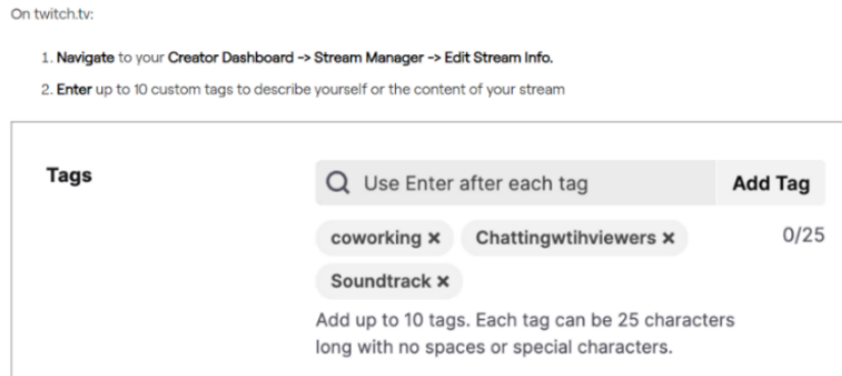 On twitch.tv:
1. Navigate to your Creator Dashboard -> Stream Manager -> Edit Stream Info.
2. Enter up to 10 custom tags to describe yourself or the content of your stream
Tags
Use Enter after each tag
Add Tag
coworking × Chattingwtihviewers ×
0/25
Soundtrack ×
Add up to 10 tags. Each tag can be 25 characters
long with no spaces or special characters.